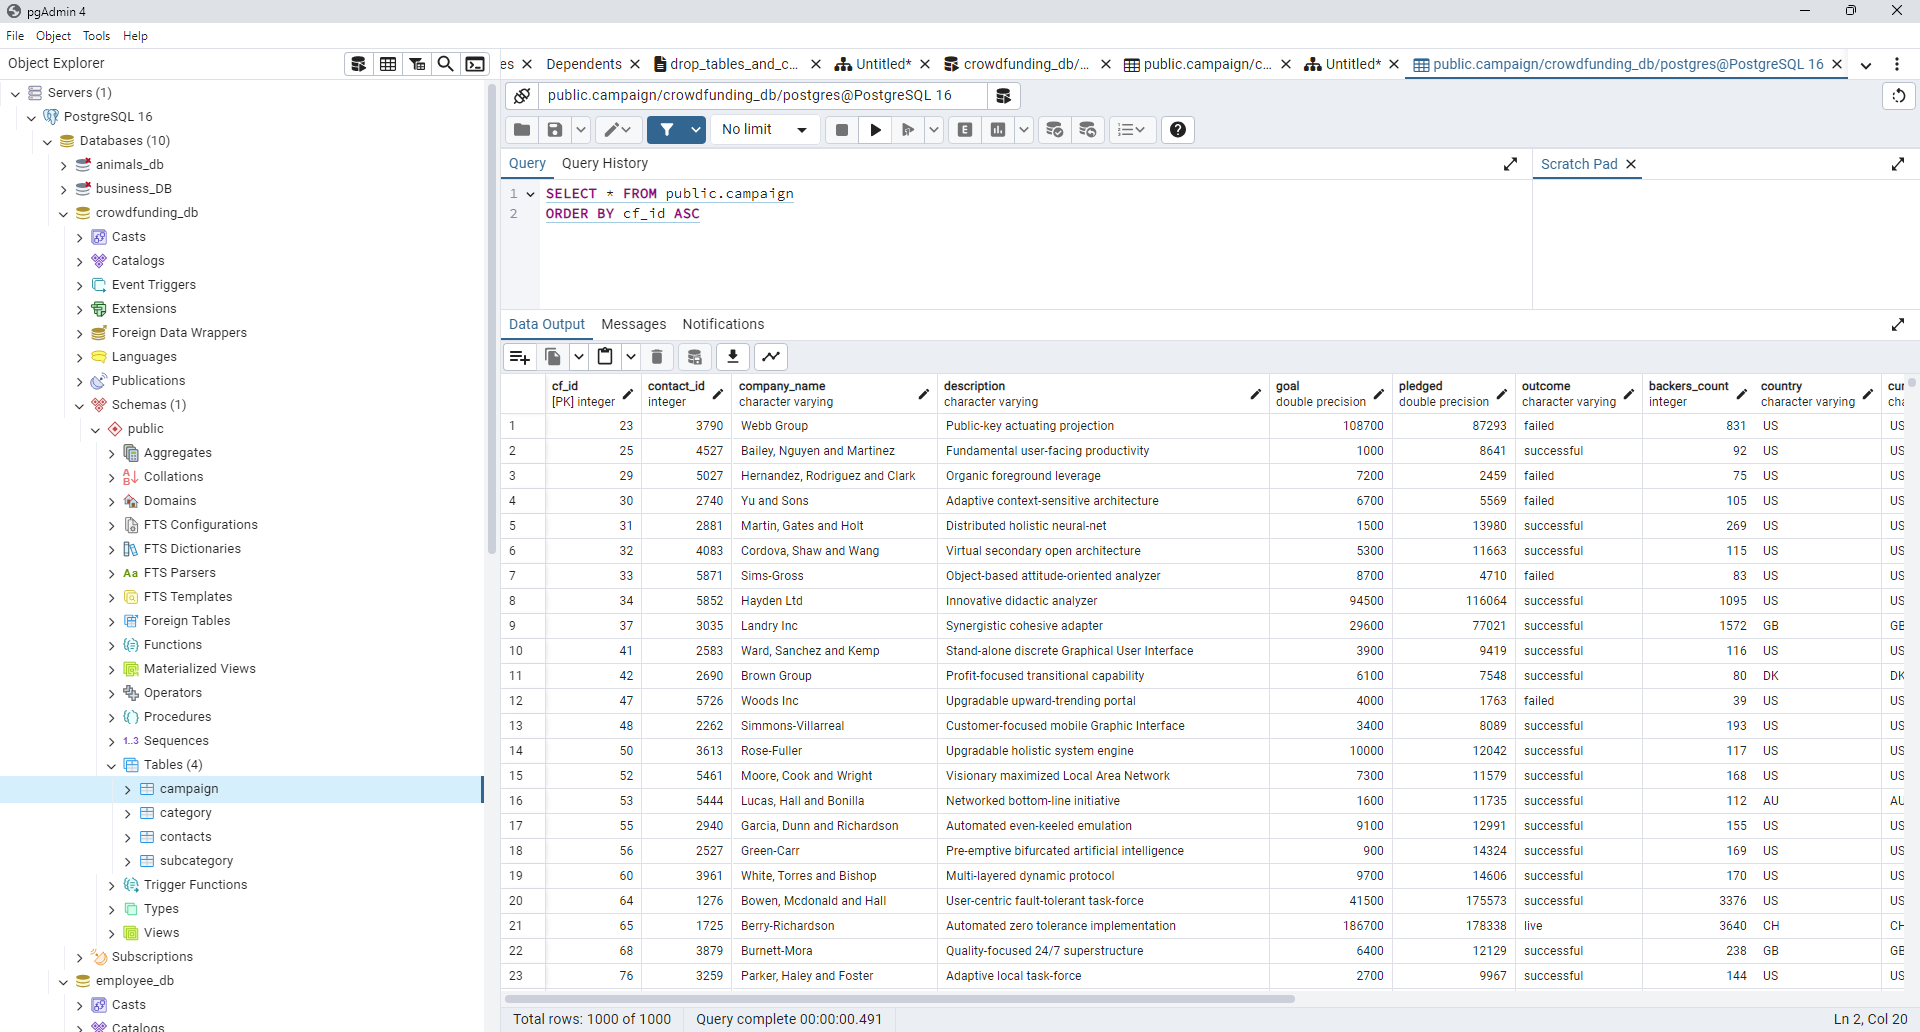 pgAdmin 4
File Object Tools Help
Object Explorer
es Dependents drop_tables_and_c... Untitled* crowdfunding_db/... public.campaign/c... Untitled* public.campaign/crowdfunding_db/postgres@PostgreSQL 16
public.campaign/crowdfunding_db/postgres@PostgreSQL 16
No limit E
Servers (1)
PostgreSQL 16
Databases (10)
animals_db
business_DB
crowdfunding_db
Casts
Catalogs
Event Triggers
Extensions
Foreign Data Wrappers
Languages
Publications
Schemas (1)
public
Aggregates
Collations
Domains
FTS Configurations
FTS Dictionaries
Aa FTS Parsers
FTS Templates
Foreign Tables
Functions
Materialized Views
Operators
Procedures
1..3 Sequences
Tables (4)
campaign
category
contacts
subcategory
Trigger Functions
Types
Views
Subscriptions
employee_db
Casts
Catalogs
Query Query History
Scratch Pad
1 SELECT * FROM public.campaign
2 ORDER BY cf_id ASC
Data Output Messages Notifications
cf_id contact_id company_name description goal pledged outcome backers_count country cur
[PK] integer integer character varying character varying double precision double precision character varying integer character varying cha
1 23 3790 Webb Group Public-key actuating projection 108700 87293 failed 831 US US
2 25 4527 Bailey, Nguyen and Martinez Fundamental user-facing productivity 1000 8641 successful 92 US US
3 29 5027 Hernandez, Rodriguez and Clark Organic foreground leverage 7200 2459 failed 75 US US
4 30 2740 Yu and Sons Adaptive context-sensitive architecture 6700 5569 failed 105 US US
5 31 2881 Martin, Gates and Holt Distributed holistic neural-net 1500 13980 successful 269 US US
6 32 4083 Cordova, Shaw and Wang Virtual secondary open architecture 5300 11663 successful 115 US US
7 33 5871 Sims-Gross Object-based attitude-oriented analyzer 8700 4710 failed 83 US US
8 34 5852 Hayden Ltd Innovative didactic analyzer 94500 116064 successful 1095 US US
9 37 3035 Landry Inc Synergistic cohesive adapter 29600 77021 successful 1572 GB GB
10 41 2583 Ward, Sanchez and Kemp Stand-alone discrete Graphical User Interface 3900 9419 successful 116 US US
11 42 2690 Brown Group Profit-focused transitional capability 6100 7548 successful 80 DK DK
12 47 5726 Woods Inc Upgradable upward-trending portal 4000 1763 failed 39 US US
13 48 2262 Simmons-Villarreal Customer-focused mobile Graphic Interface 3400 8089 successful 193 US US
14 50 3613 Rose-Fuller Upgradable holistic system engine 10000 12042 successful 117 US US
15 52 5461 Moore, Cook and Wright Visionary maximized Local Area Network 7300 11579 successful 168 US US
16 53 5444 Lucas, Hall and Bonilla Networked bottom-line initiative 1600 11735 successful 112 AU AU
17 55 2940 Garcia, Dunn and Richardson Automated even-keeled emulation 9100 12991 successful 155 US US
18 56 2527 Green-Carr Pre-emptive bifurcated artificial intelligence 900 14324 successful 169 US US
19 60 3961 White, Torres and Bishop Multi-layered dynamic protocol 9700 14606 successful 170 US US
20 64 1276 Bowen, Mcdonald and Hall User-centric fault-tolerant task-force 41500 175573 successful 3376 US US
21 65 1725 Berry-Richardson Automated zero tolerance implementation 186700 178338 live 3640 CH CH
22 68 3879 Burnett-Mora Quality-focused 24/7 superstructure 6400 12129 successful 238 GB GB
23 76 3259 Parker, Haley and Foster Adaptive local task-force 2700 9967 successful 144 US US
Total rows: 1000 of 1000 Query complete 00:00:00.491 Ln 2, Col 20